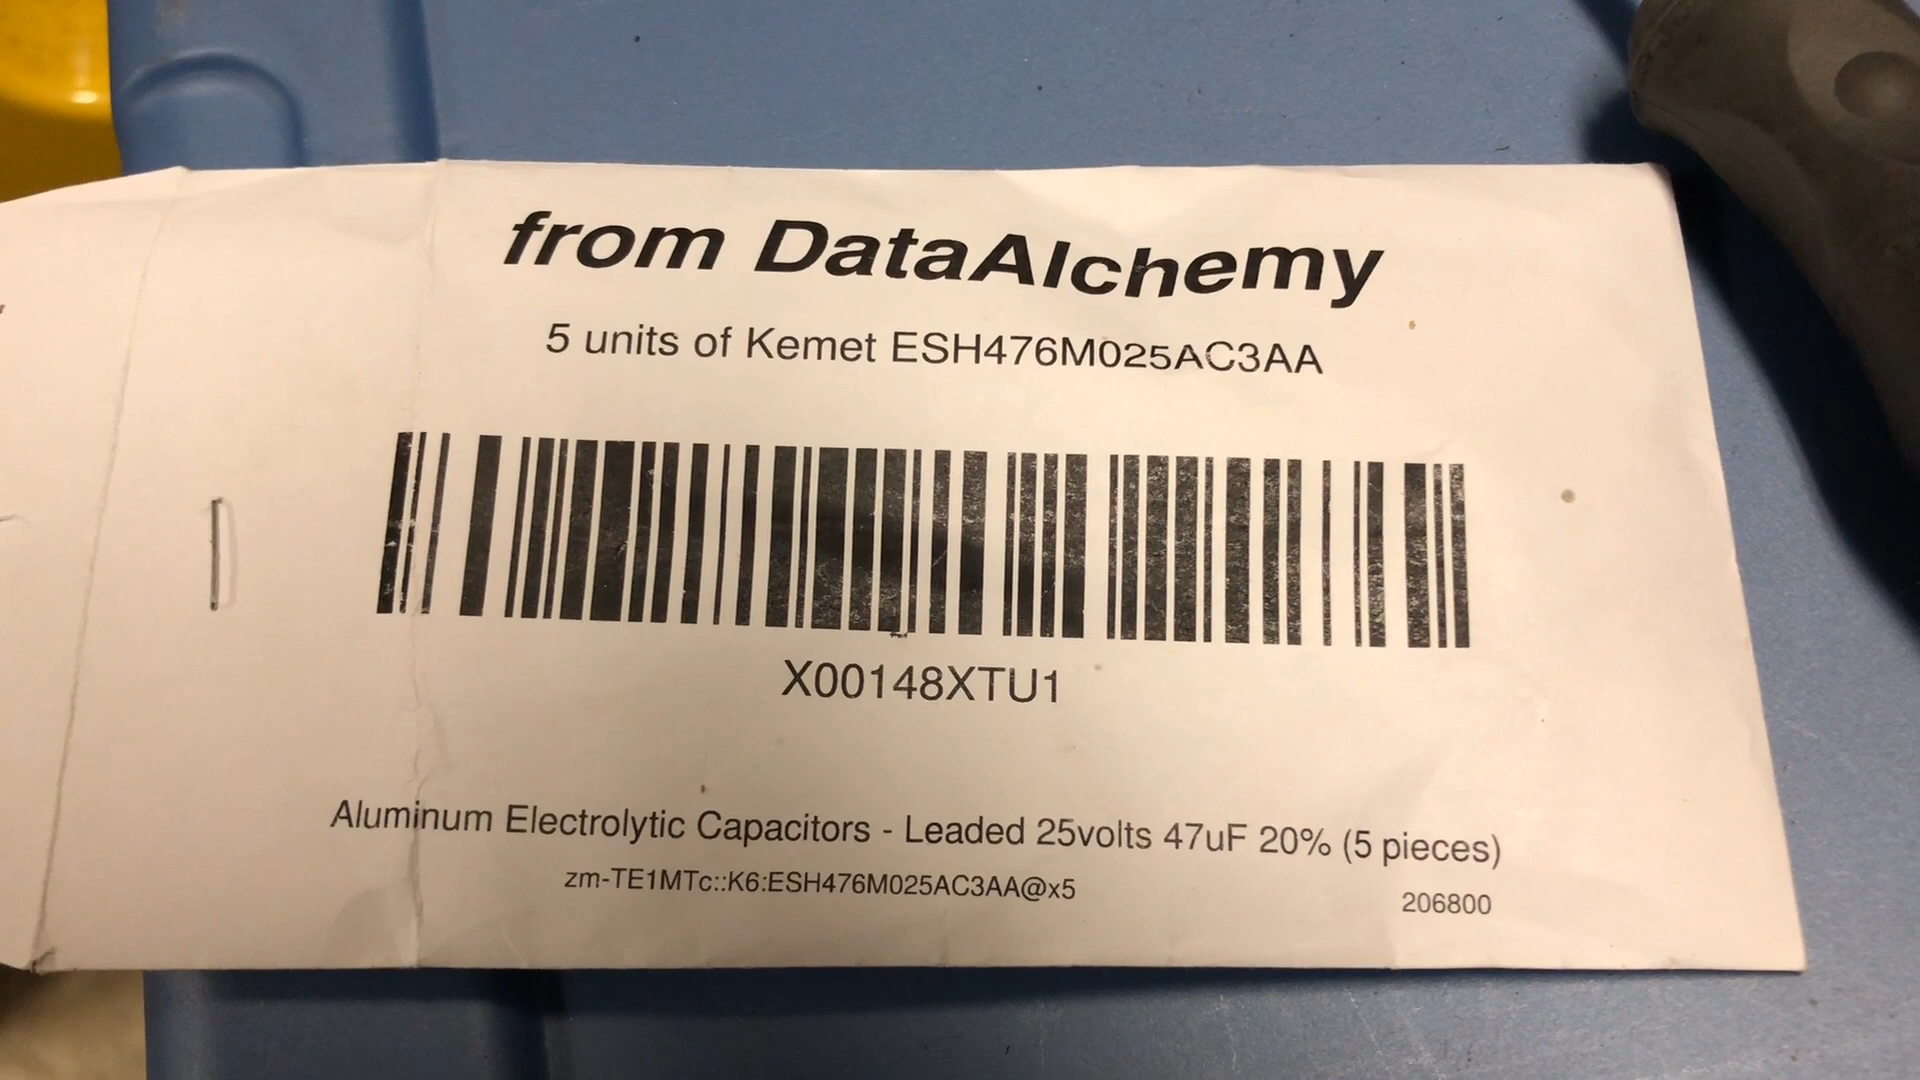 from DataAlchemy
5 units of Kemet ESH476M025AC3AA
X00148XTU1
Aluminum Electrolytic Capacitors - Leaded 25volts 47uF 20% (5 pieces)
zm-TE1MTc::K6:ESH476M025AC3AA@x5
206800